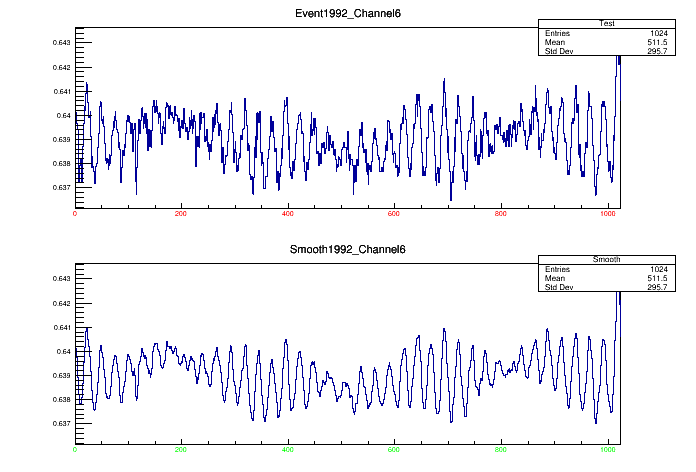 Event1992_Channel6
Test
Entries 1024
Mean 511.5
Std Dev 295.7
0.643
0.642
0.641
0.64
0.639
0.638
0.637
0 200 400 600 800 1000
Smooth1992_Channel6
Smooth
Entries 1024
Mean 511.5
Std Dev 295.7
0.643
0.642
0.641
0.64
0.639
0.638
0.637
0 200 400 600 800 1000